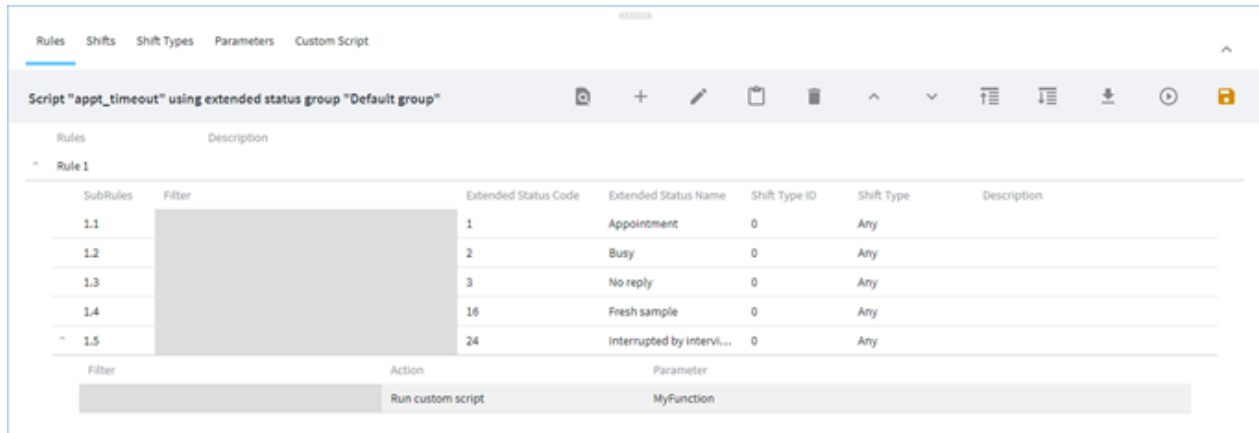 Rules Shifts Shift Types Parameters Custom Script
Script "appt_timeout" using extended status group "Default group"
Rules Description
Rule 1
SubRules Filter Extended Status Code Extended Status Name Shift Type ID Shift Type Description
1.1 1 Appointment 0 Any
1.2 2 Busy 0 Any
1.3 3 No reply 0 Any
1.4 16 Fresh sample 0 Any
1.5 24 Interrupted by intervi... 0 Any
Filter Action Parameter
Run custom script MyFunction